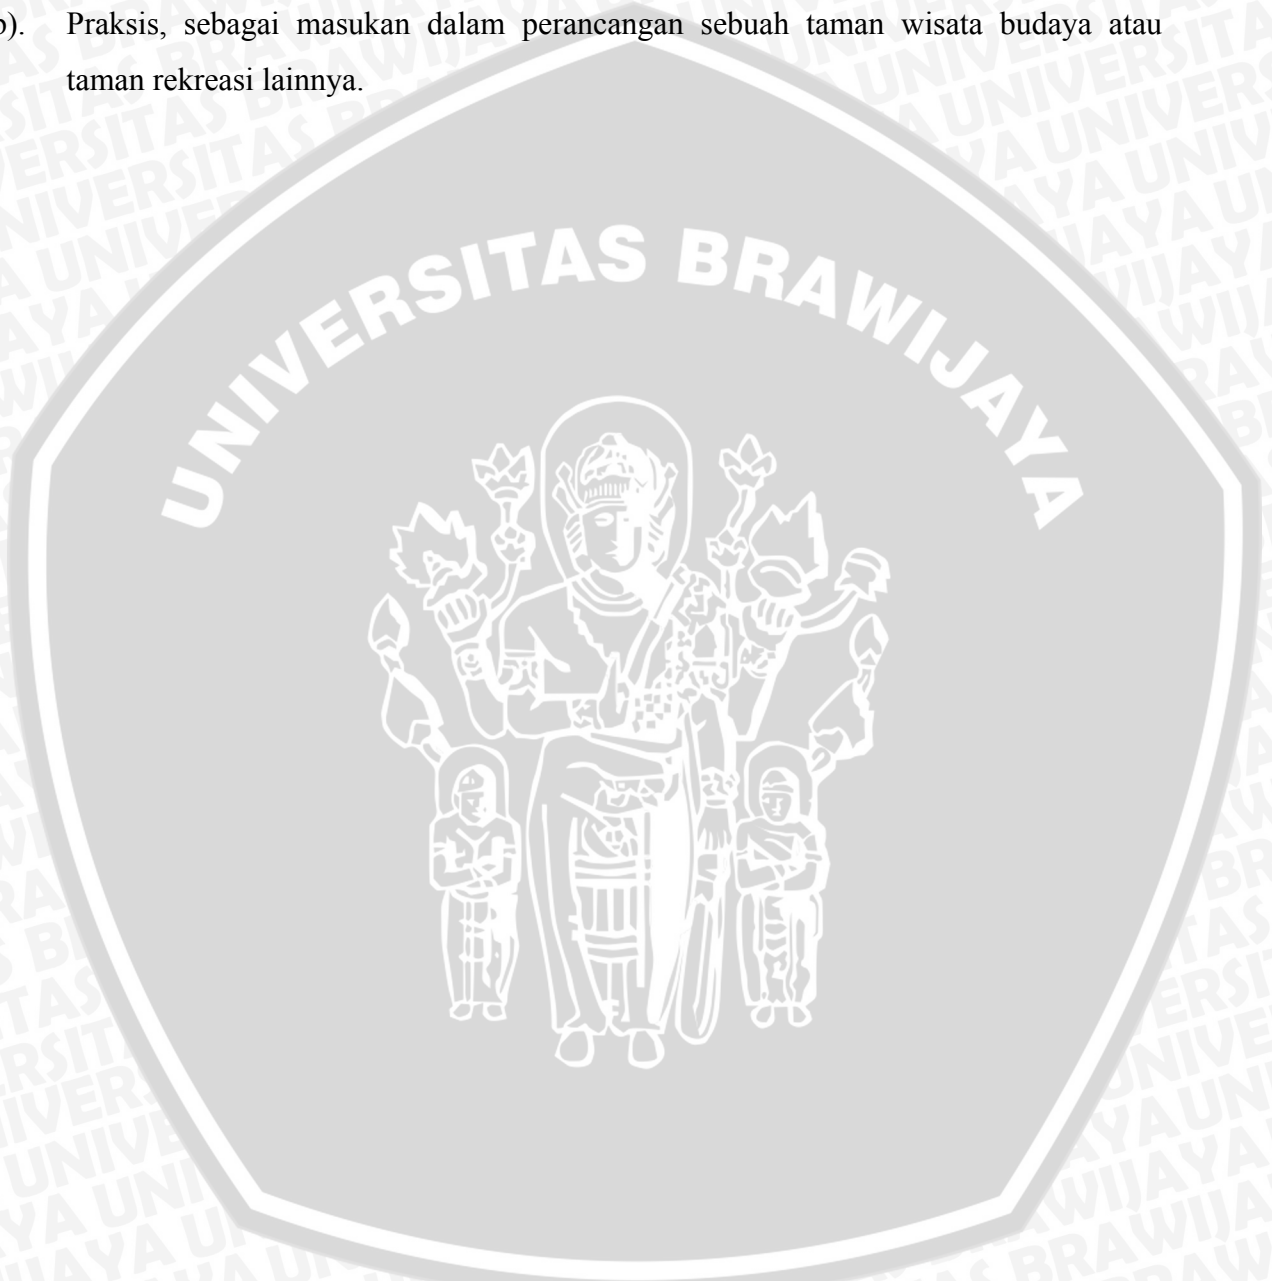 b). Praksis, sebagai masukan dalam perancangan sebuah taman wisata budaya atau
taman rekreasi lainnya.
UNIVERSITAS BRAWIJAYA